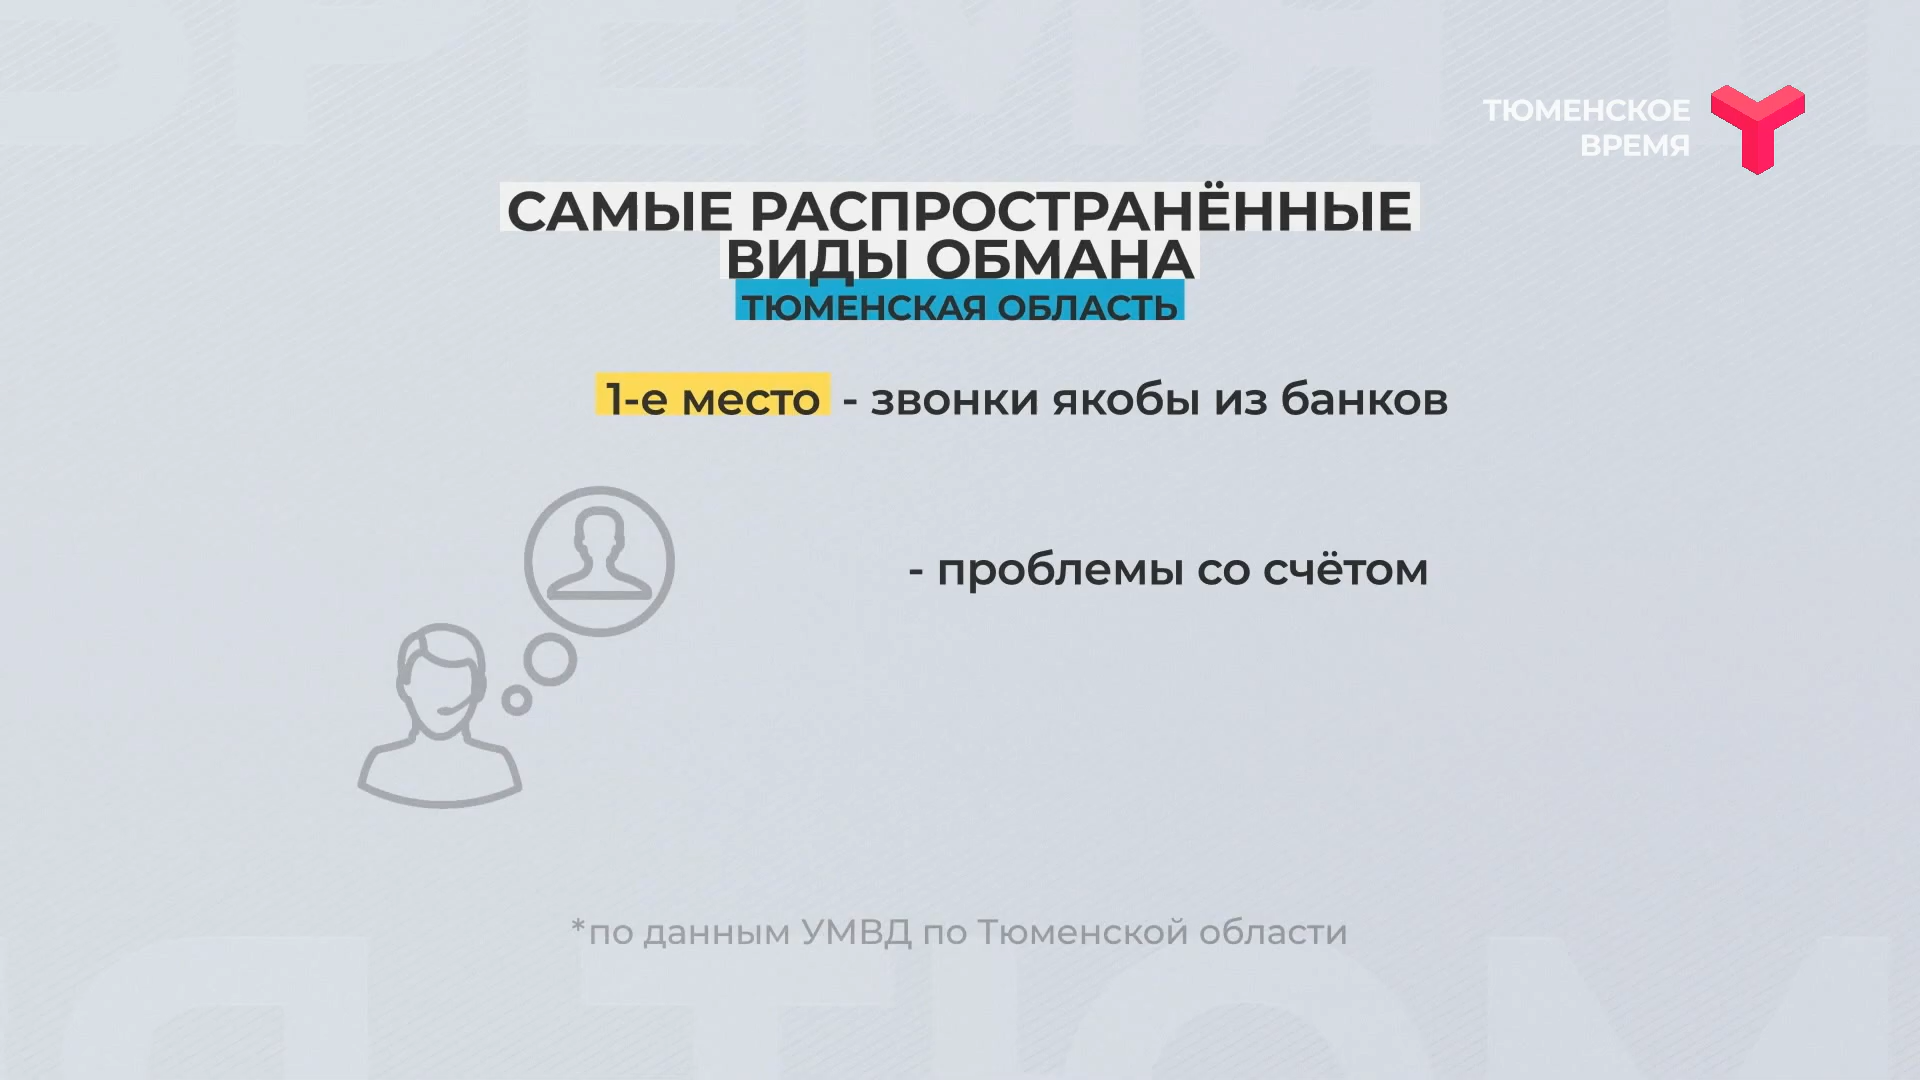 ТЮМЕНСКОЕ
ВРЕМЯ
САМЫЕ РАСПРОСТРАНЁННЫЕ
ВИДЫ ОБМАНА
ТЮМЕНСКАЯ ОБЛАСТЬ
1-е место - звонки якобы из банков
- проблемы со счётом
*по данным УМВД по Тюменской области